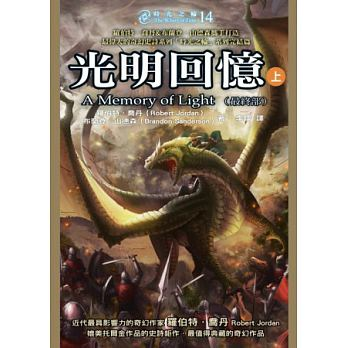 時光之輪 14
The Wheel of Time
光明回憶 上
A Memory of Light (最終部)
羅伯特・喬丹 (Robert Jordan)
布蘭登・山德森 (Brandon Sanderson) 著 譯
近代最具影響力的奇幻作家 羅伯特・喬丹 Robert Jordan
媲美托爾金作品的史詩鉅作，最值得典藏的奇幻作品